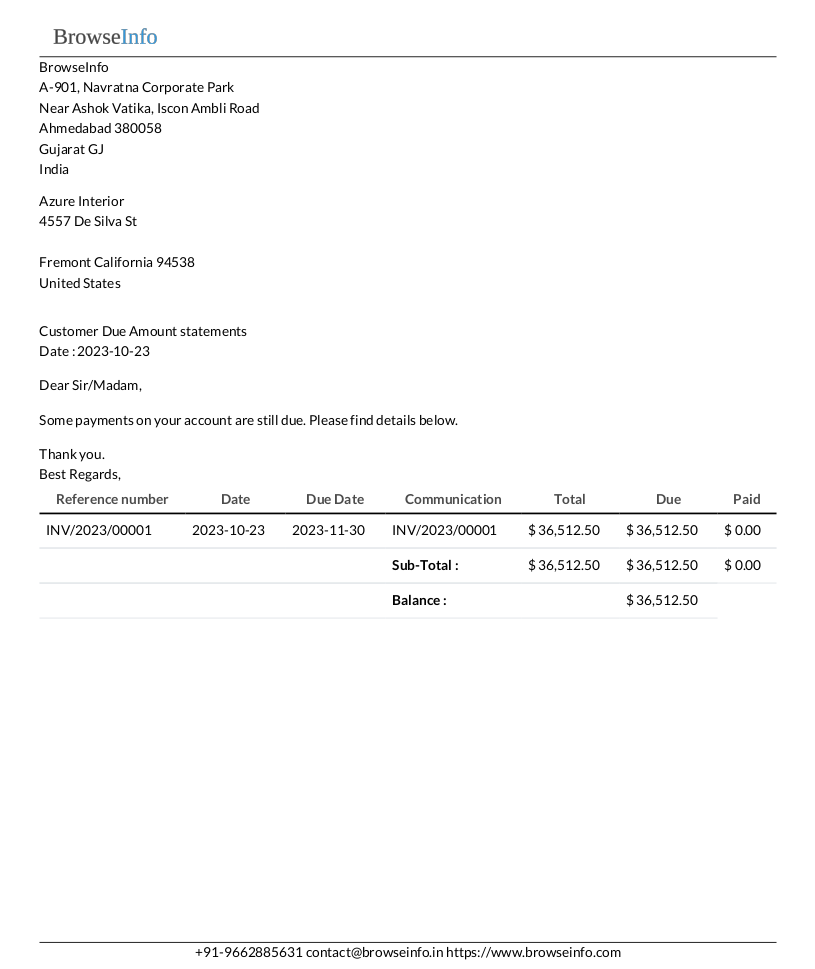 BrowseInfo
BrowseInfo
A-901, Navratna Corporate Park
Near Ashok Vatika, Iscon Ambli Road
Ahmedabad 380058
Gujarat GJ
India
Azure Interior
4557 De Silva St
Fremont California 94538
United States
Customer Due Amount statements
Date : 2023-10-23
Dear Sir/Madam,
Some payments on your account are still due. Please find details below.
Thank you.
Best Regards,
Reference number Date Due Date Communication Total Due Paid
INV/2023/00001 2023-10-23 2023-11-30 INV/2023/00001 $ 36,512.50 $ 36,512.50 $ 0.00
Sub-Total : $ 36,512.50 $ 36,512.50 $ 0.00
Balance : $ 36,512.50
+91-9662885631 contact@browseinfo.in https://www.browseinfo.com